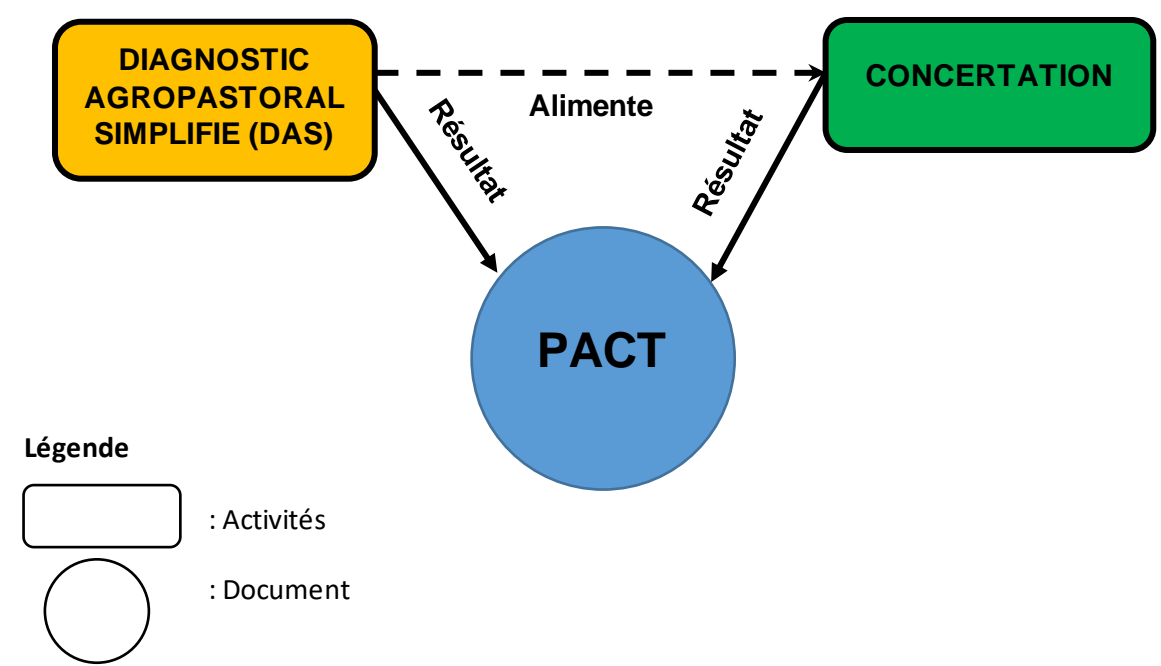 DIAGNOSTIC
AGROPASTORAL
SIMPLIFIE (DAS)
CONCERTATION
Alimente
Résultat
Résultat
PACT
Légende
: Activités
: Document